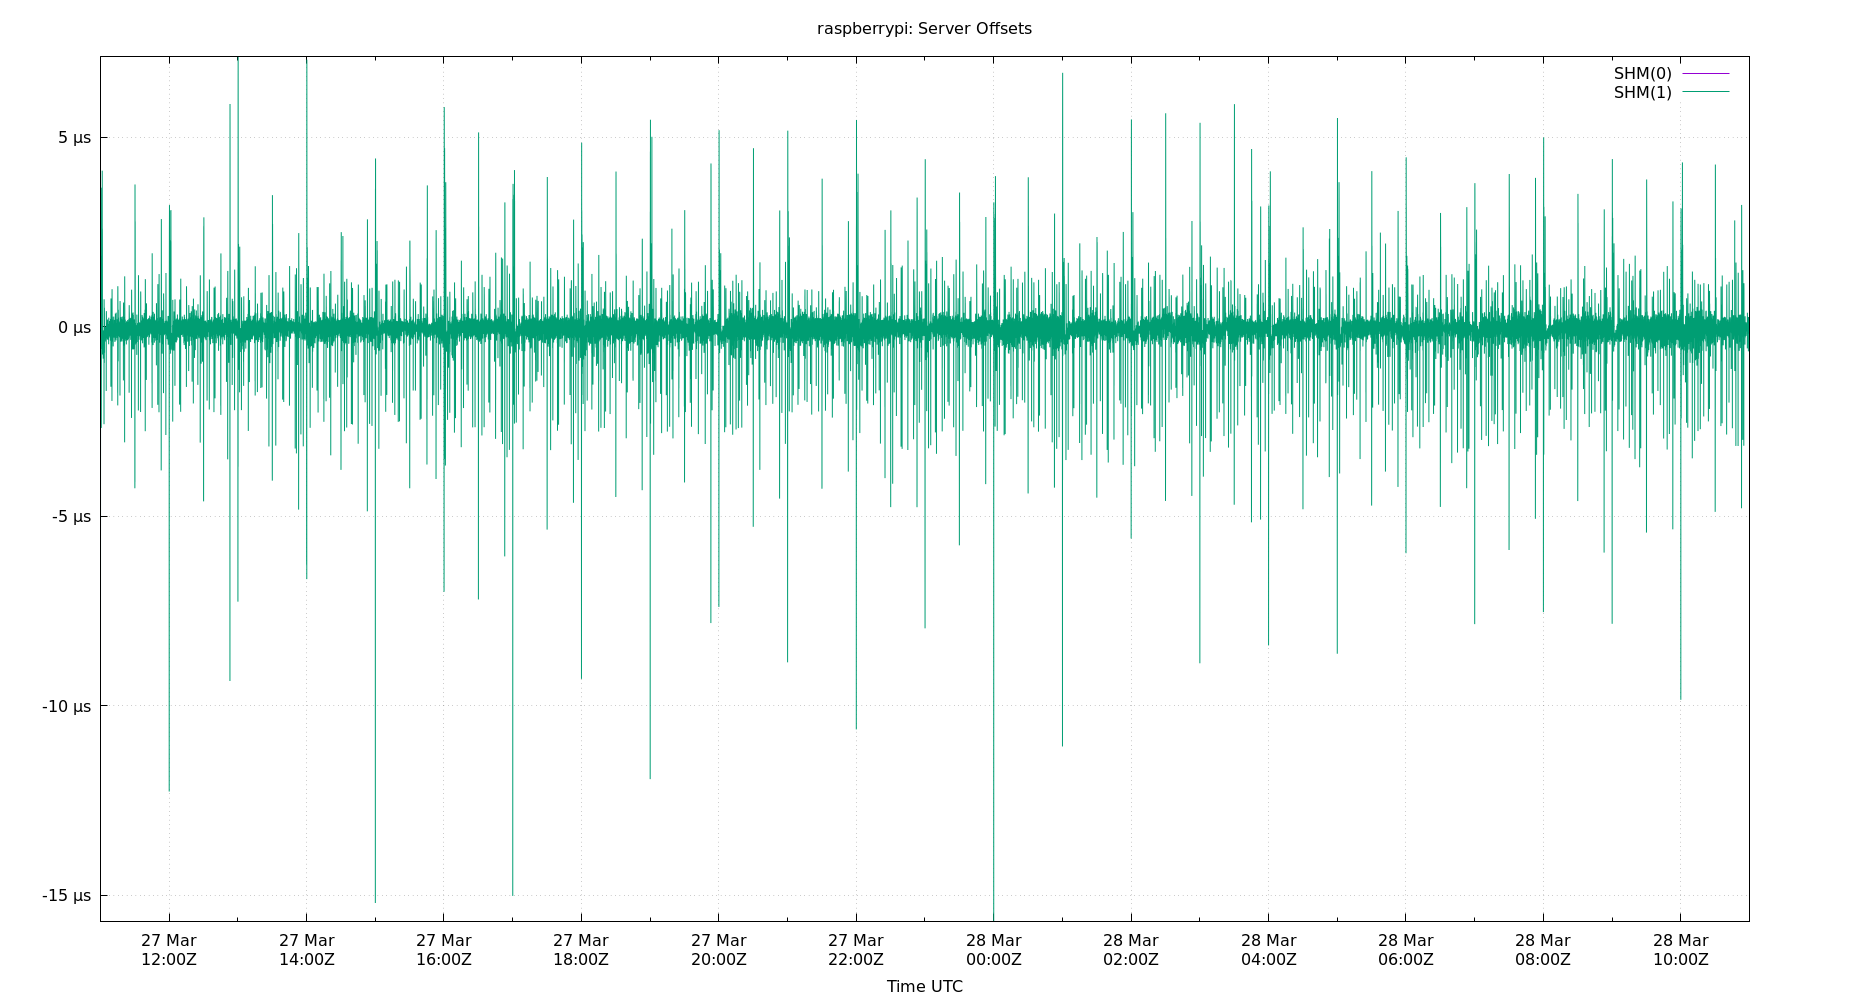 raspberrypi: Server Offsets
SHM(0)
SHM(1)
5 µs
0 µs
-5 µs
-10 µs
-15 µs
27 Mar 27 Mar 27 Mar 27 Mar 27 Mar 27 Mar 28 Mar 28 Mar 28 Mar 28 Mar 28 Mar 28 Mar
12:00Z 14:00Z 16:00Z 18:00Z 20:00Z 22:00Z 00:00Z 02:00Z 04:00Z 06:00Z 08:00Z 10:00Z
Time UTC